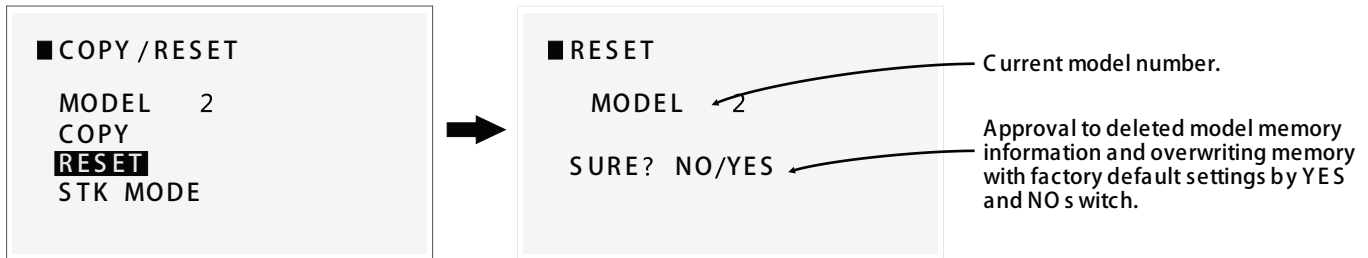 ■COPY/RESET
MODEL 2
COPY
RESET
STK MODE
■RESET
MODEL 2
SURE? NO/YES
Current model number.
Approval to deleted model memory
information and overwriting memory
with factory default settings by YES
and NO switch.